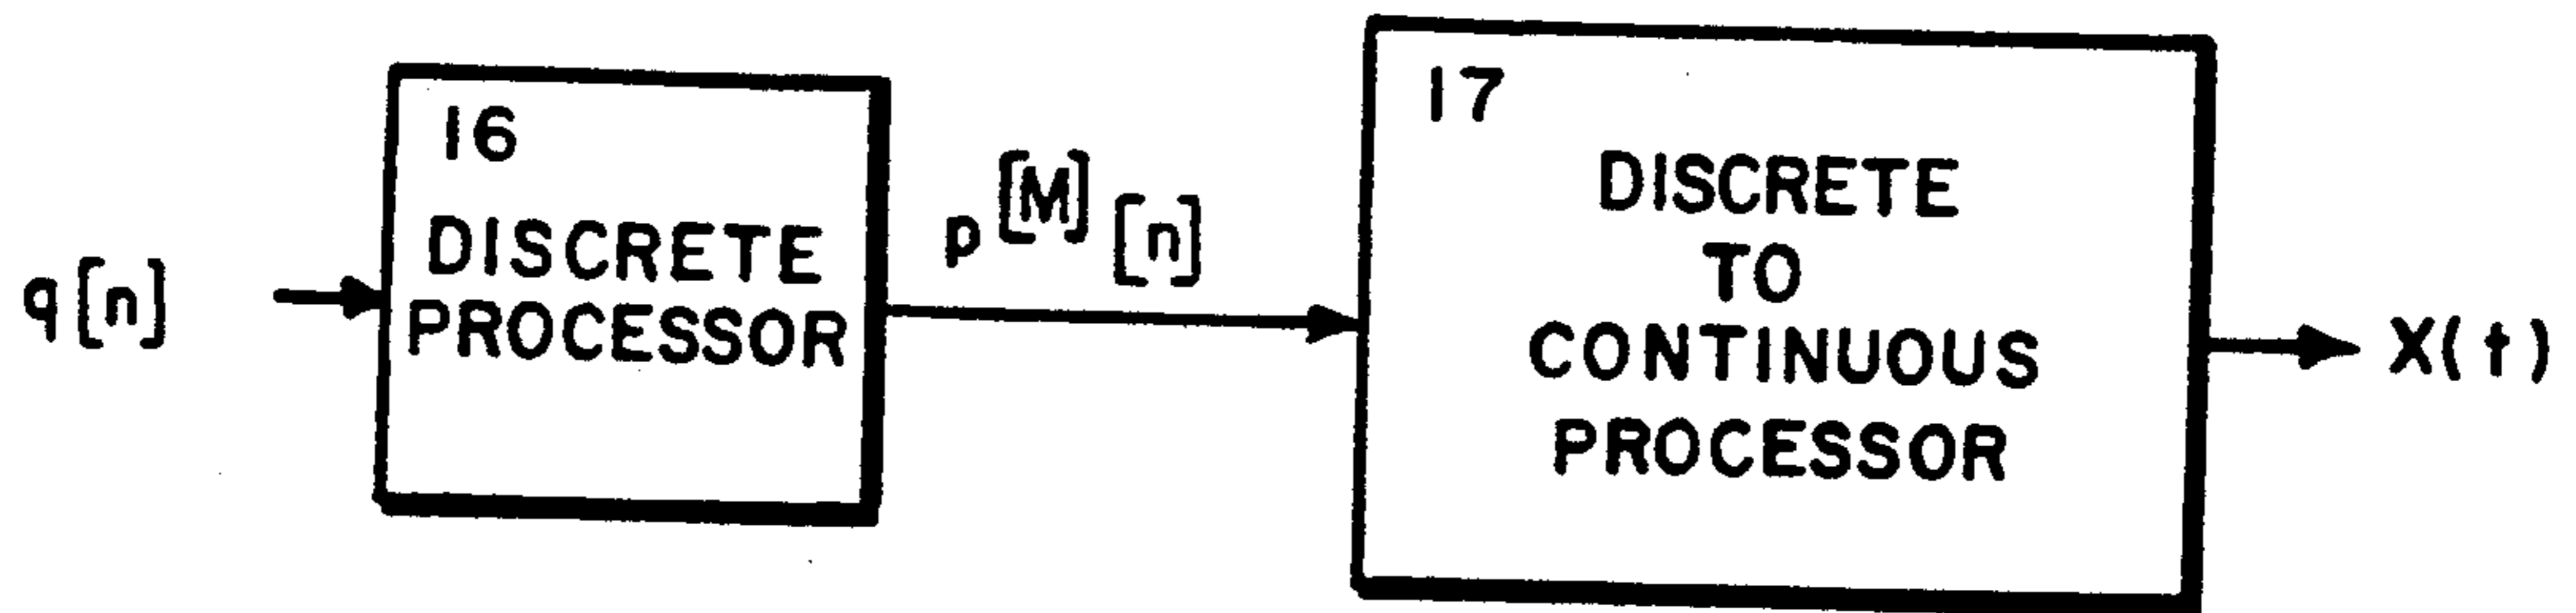 q[n]
16
DISCRETE
PROCESSOR
p[M][n]
17
DISCRETE
TO
CONTINUOUS
PROCESSOR
X(t)